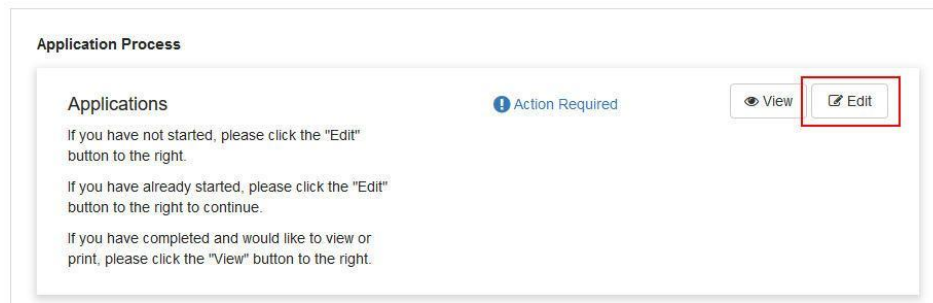 Application Process
Applications
Action Required
View
Edit
If you have not started, please click the "Edit"
button to the right.
If you have already started, please click the "Edit"
button to the right to continue.
If you have completed and would like to view or
print, please click the "View" button to the right.